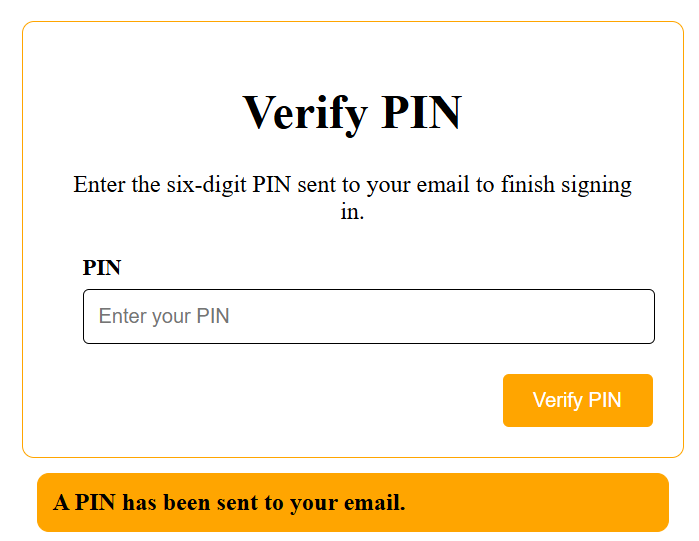 Verify PIN
Enter the six-digit PIN sent to your email to finish signing
in.
PIN
Enter your PIN
Verify PIN
A PIN has been sent to your email.